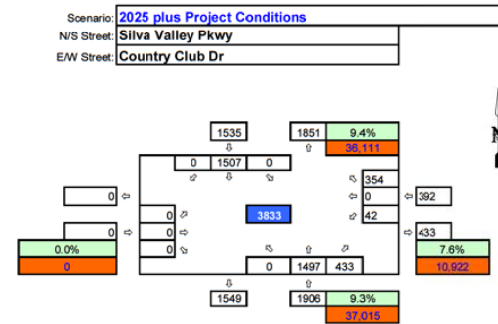 Scenario: 2025 plus Project Conditions
N/S Street: Silva Valley Pkwy
E/W Street: Country Club Dr
1535 1851 9.4%
36,111
0 1507 0
354
0 0 392
0 3833 42
0 0 433
0.0% 0 7.6%
0 0 1497 433 10,922
1549 1906 9.3%
37,015